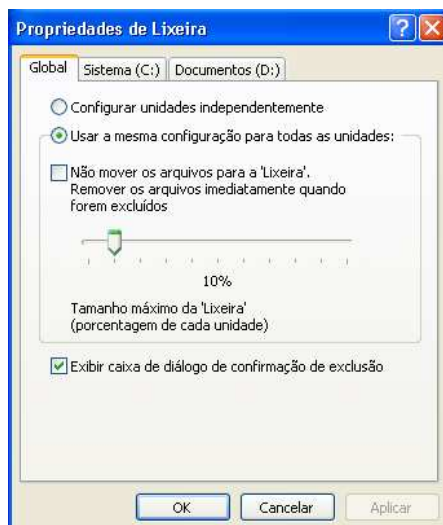 Propriedades de Lixeira
Global Sistema (C:) Documentos (D:)
Configurar unidades independentemente
Usar a mesma configuração para todas as unidades:
Não mover os arquivos para a 'Lixeira'.
Remover os arquivos imediatamente quando
forem excluídos
10%
Tamanho máximo da 'Lixeira'
(porcentagem de cada unidade)
Exibir caixa de diálogo de confirmação de exclusão
OK Cancelar Aplicar